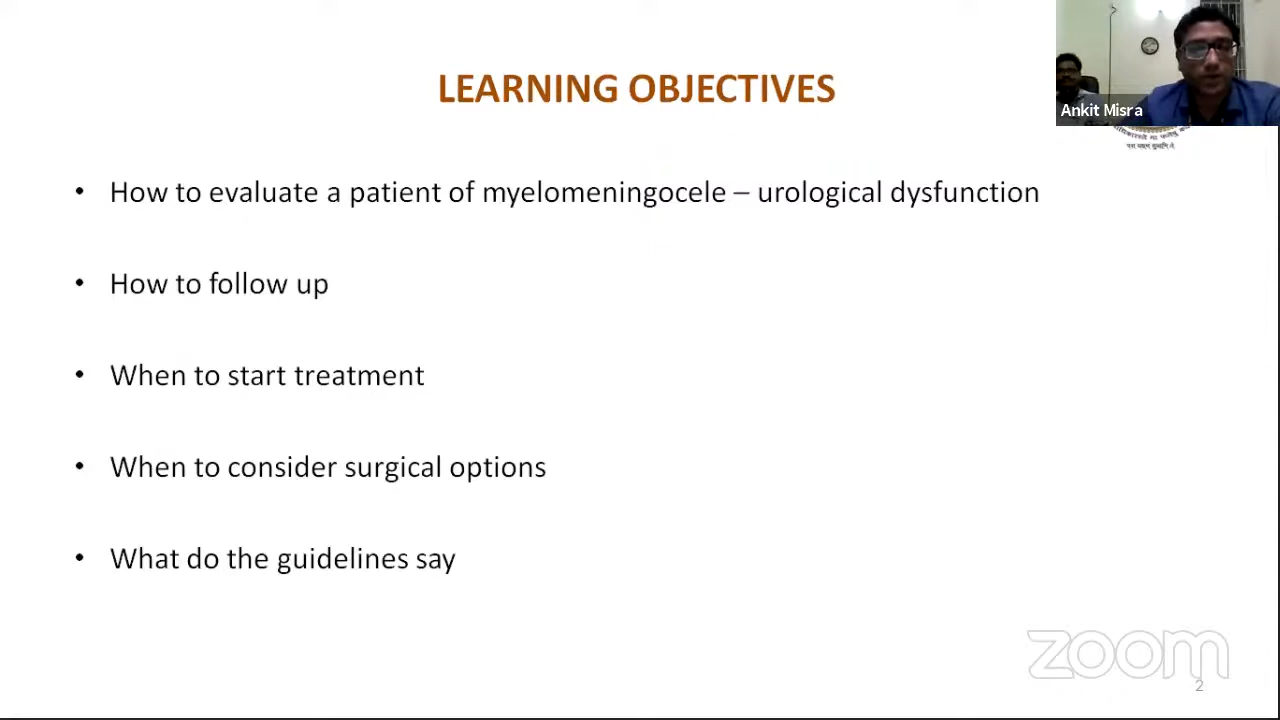 LEARNING OBJECTIVES
Ankit Misra
• How to evaluate a patient of myelomeningocele – urological dysfunction
• How to follow up
• When to start treatment
• When to consider surgical options
• What do the guidelines say
zoom
2